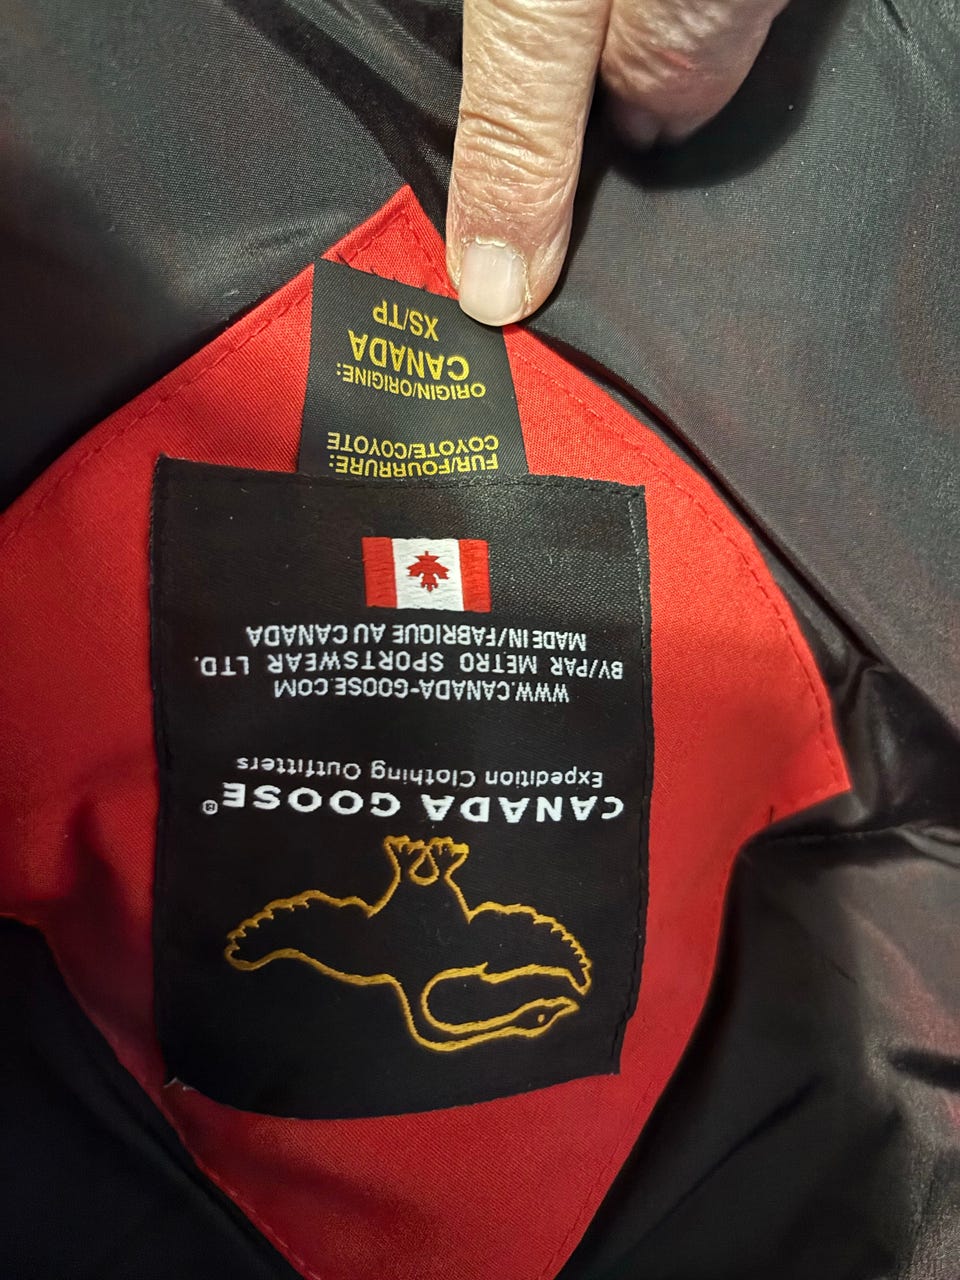 CANADA GOOSE®
Expedition Clothing Outfitters
WWW.CANADA-GOOSE.COM
BY/PAR METRO SPORTSWEAR LTD.
MADE IN/FABRIQUE AU CANADA
FUR/FOURRURE:
COYOTE/COYOTE
ORIGIN/ORIGINE:
CANADA
XS/TP